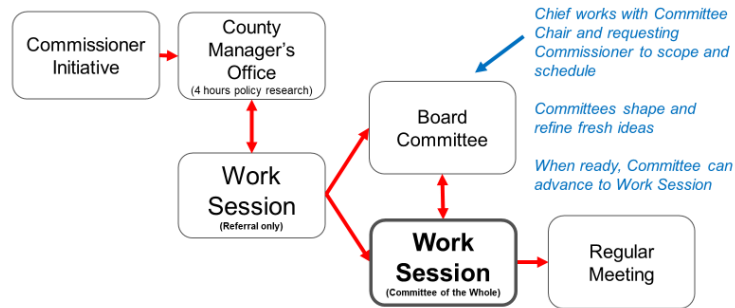 Commissioner
Initiative
County
Manager's
Office
(4 hours policy research)
Chief works with Committee
Chair and requesting
Commissioner to scope and
schedule
Committees shape and
refine fresh ideas
When ready, Committee can
advance to Work Session
Board
Committee
Work
Session
(Referral only)
Work
Session
(Committee of the Whole)
Regular
Meeting